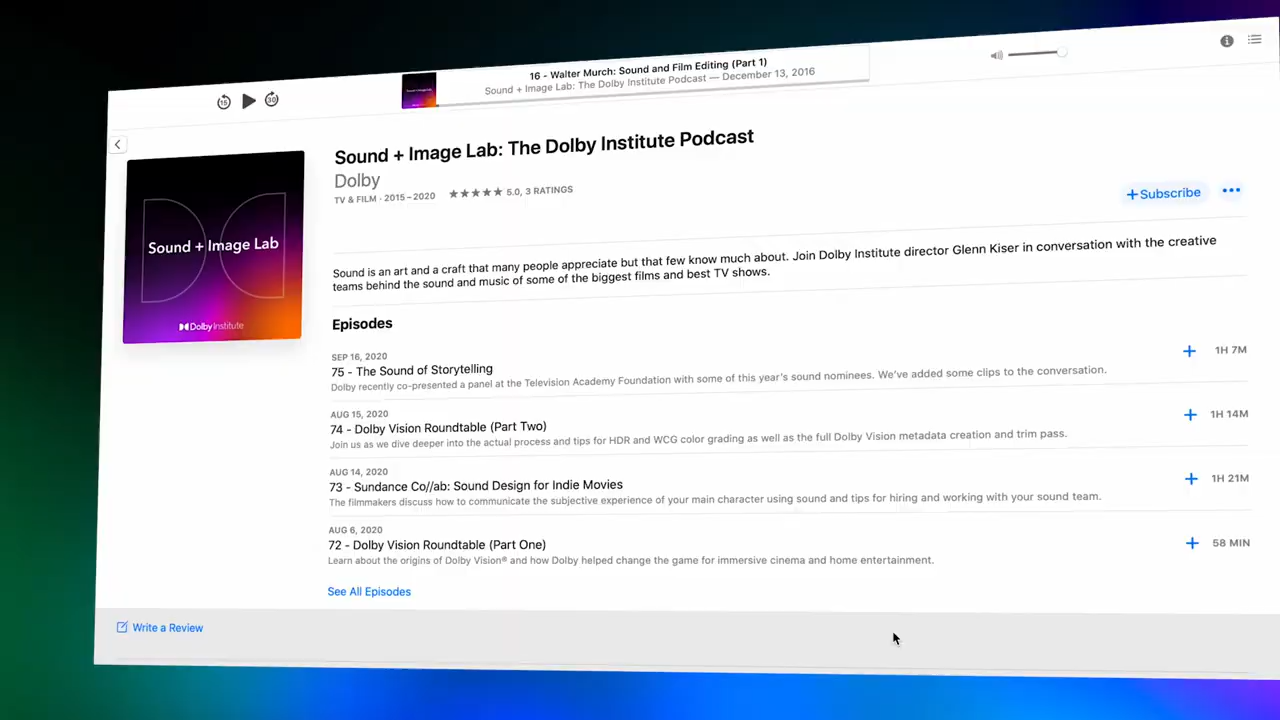 16 - Walter Murch: Sound and Film Editing (Part 1)
Sound + Image Lab: The Dolby Institute Podcast — December 13, 2016
15
30
Sound + Image Lab
Dolby Institute
Sound + Image Lab: The Dolby Institute Podcast
Dolby
TV & FILM · 2015–2020 ★★★★★ 5.0, 3 RATINGS
+Subscribe
Sound is an art and a craft that many people appreciate but that few know much about. Join Dolby Institute director Glenn Kiser in conversation with the creative
teams behind the sound and music of some of the biggest films and best TV shows.
Episodes
SEP 16, 2020
75 - The Sound of Storytelling
Dolby recently co-presented a panel at the Television Academy Foundation with some of this year's sound nominees. We've added some clips to the conversation.
1H 7M
AUG 15, 2020
74 - Dolby Vision Roundtable (Part Two)
Join us as we dive deeper into the actual process and tips for HDR and WCG color grading as well as the full Dolby Vision metadata creation and trim pass.
1H 14M
AUG 14, 2020
73 - Sundance Co//ab: Sound Design for Indie Movies
The filmmakers discuss how to communicate the subjective experience of your main character using sound and tips for hiring and working with your sound team.
1H 21M
AUG 6, 2020
72 - Dolby Vision Roundtable (Part One)
Learn about the origins of Dolby Vision® and how Dolby helped change the game for immersive cinema and home entertainment.
58 MIN
See All Episodes
Write a Review